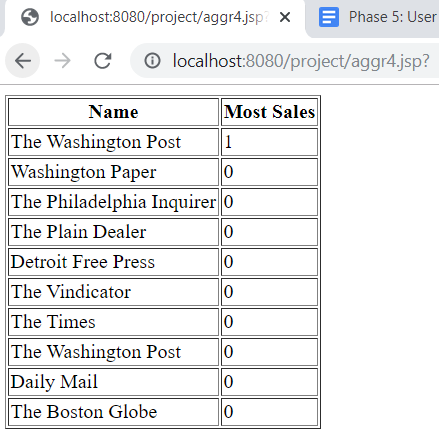 localhost:8080/project/aggr4.jsp?
Phase 5: User
localhost:8080/project/aggr4.jsp?
Name Most Sales
The Washington Post 1
Washington Paper 0
The Philadelphia Inquirer 0
The Plain Dealer 0
Detroit Free Press 0
The Vindicator 0
The Times 0
The Washington Post 0
Daily Mail 0
The Boston Globe 0